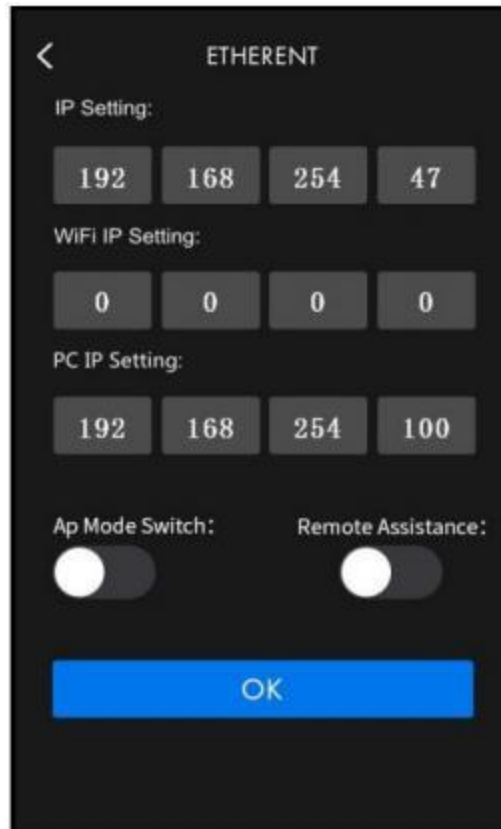 ETHERENT
IP Setting:
192 168 254 47
WiFi IP Setting:
0 0 0 0
PC IP Setting:
192 168 254 100
Ap Mode Switch: Remote Assistance:
OK